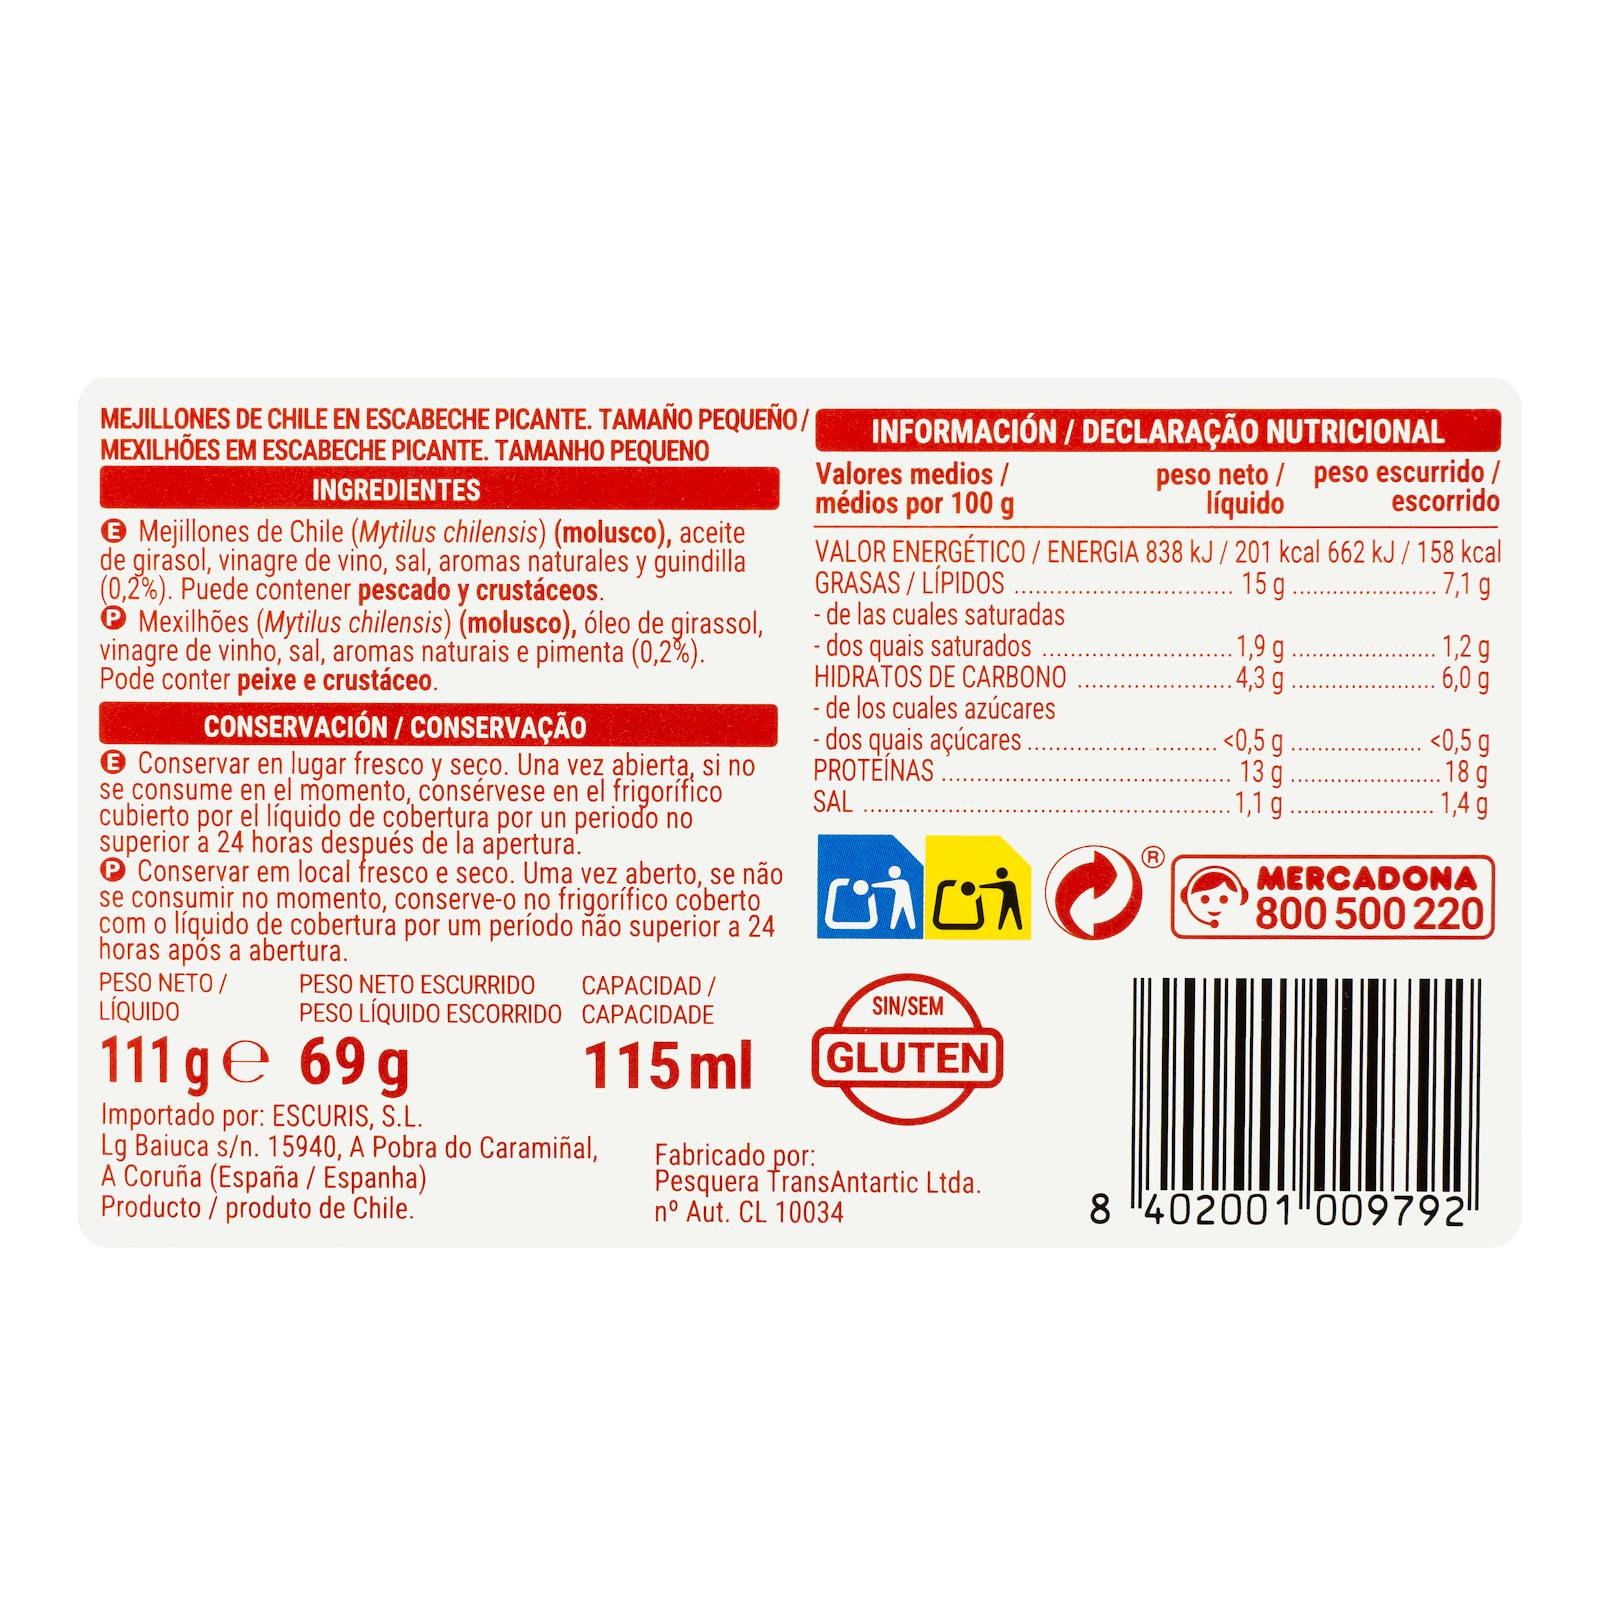 MEJILLONES DE CHILE EN ESCABECHE PICANTE. TAMAÑO PEQUEÑO /
MEXILHÕES EM ESCABECHE PICANTE. TAMANHO PEQUENO
INGREDIENTES
E Mejillones de Chile (Mytilus chilensis) (molusco), aceite
de girasol, vinagre de vino, sal, aromas naturales y guindilla
(0,2%). Puede contener pescado y crustáceos.
P Mexilhões (Mytilus chilensis) (molusco), óleo de girassol,
vinagre de vinho, sal, aromas naturais e pimenta (0,2%).
Pode conter peixe e crustáceo.
CONSERVACIÓN / CONSERVAÇÃO
E Conservar en lugar fresco y seco. Una vez abierta, si no
se consume en el momento, consérvese en el frigorífico
cubierto por el líquido de cobertura por un periodo no
superior a 24 horas después de la apertura.
P Conservar em local fresco e seco. Uma vez aberto, se não
se consumir no momento, conserve-o no frigorífico coberto
com o líquido de cobertura por um período não superior a 24
horas após a abertura.
PESO NETO / PESO NETO ESCURRIDO CAPACIDAD /
LÍQUIDO PESO LÍQUIDO ESCORRIDO CAPACIDADE
111 g ℮ 69 g 115 ml
Importado por: ESCURIS, S.L.
Lg Baiuca s/n. 15940, A Pobra do Caramiñal,
A Coruña (España / Espanha)
Producto / produto de Chile.
Fabricado por:
Pesquera TransAntartic Ltda.
nº Aut. CL 10034
INFORMACIÓN / DECLARAÇÃO NUTRICIONAL
Valores medios / peso neto / peso escurrido /
médios por 100 g líquido escorrido
VALOR ENERGÉTICO / ENERGIA 838 kJ / 201 kcal 662 kJ / 158 kcal
GRASAS / LÍPIDOS ........ 15 g ........ 7,1 g
- de las cuales saturadas
- dos quais saturados ........ 1,9 g ........ 1,2 g
HIDRATOS DE CARBONO ........ 4,3 g ........ 6,0 g
- de los cuales azúcares
- dos quais açúcares ........ <0,5 g ........ <0,5 g
PROTEÍNAS ........ 13 g ........ 18 g
SAL ........ 1,1 g ........ 1,4 g
®
MERCADONA
800 500 220
SIN/SEM
GLUTEN
8 402001 009792